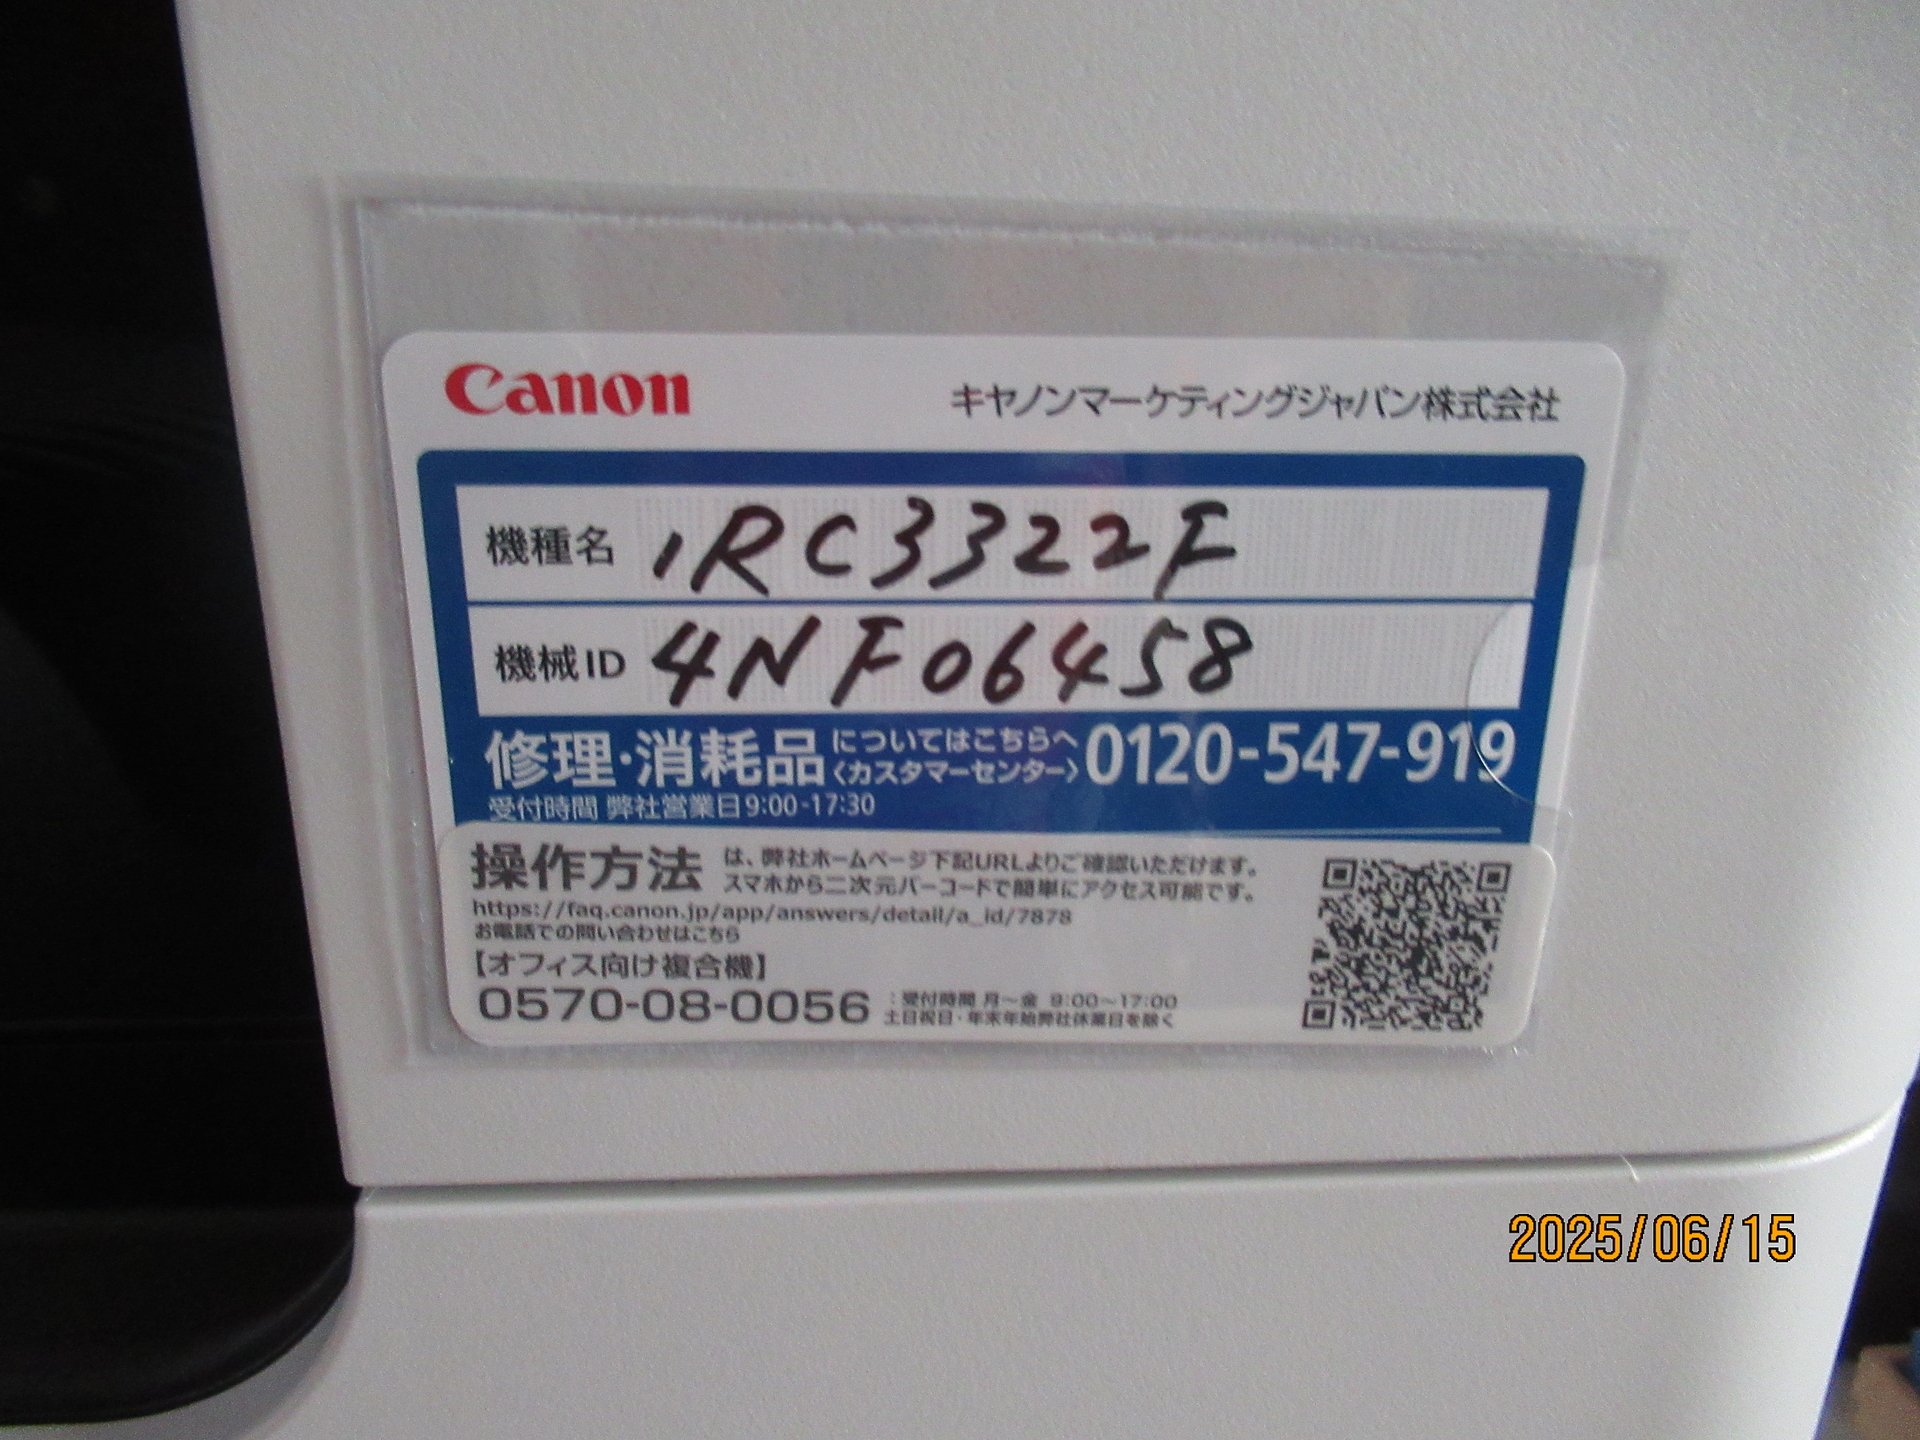 Canon
キヤノンマーケティングジャパン株式会社
機種名 iRC3322F
機械ID 4NF06458
修理・消耗品 についてはこちらへ 〈カスタマーセンター〉 0120-547-919
受付時間 弊社営業日9:00-17:30
操作方法 は、弊社ホームページ下記URLよりご確認いただけます。
スマホから二次元バーコードで簡単にアクセス可能です。
https://faq.canon.jp/app/answers/detail/a_id/7878
お電話での問い合わせはこちら
【オフィス向け複合機】
0570-08-0056 :受付時間 月〜金 9:00〜17:00
土日祝日・年末年始弊社休業日を除く
2025/06/15